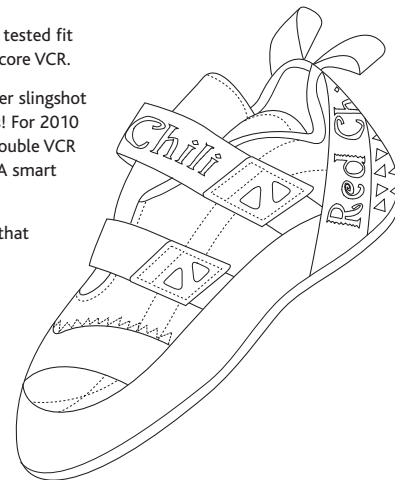 tested fit
core VCR.
er slingshot
s! For 2010
ouble VCR
A smart
that
Chili
Red Ch